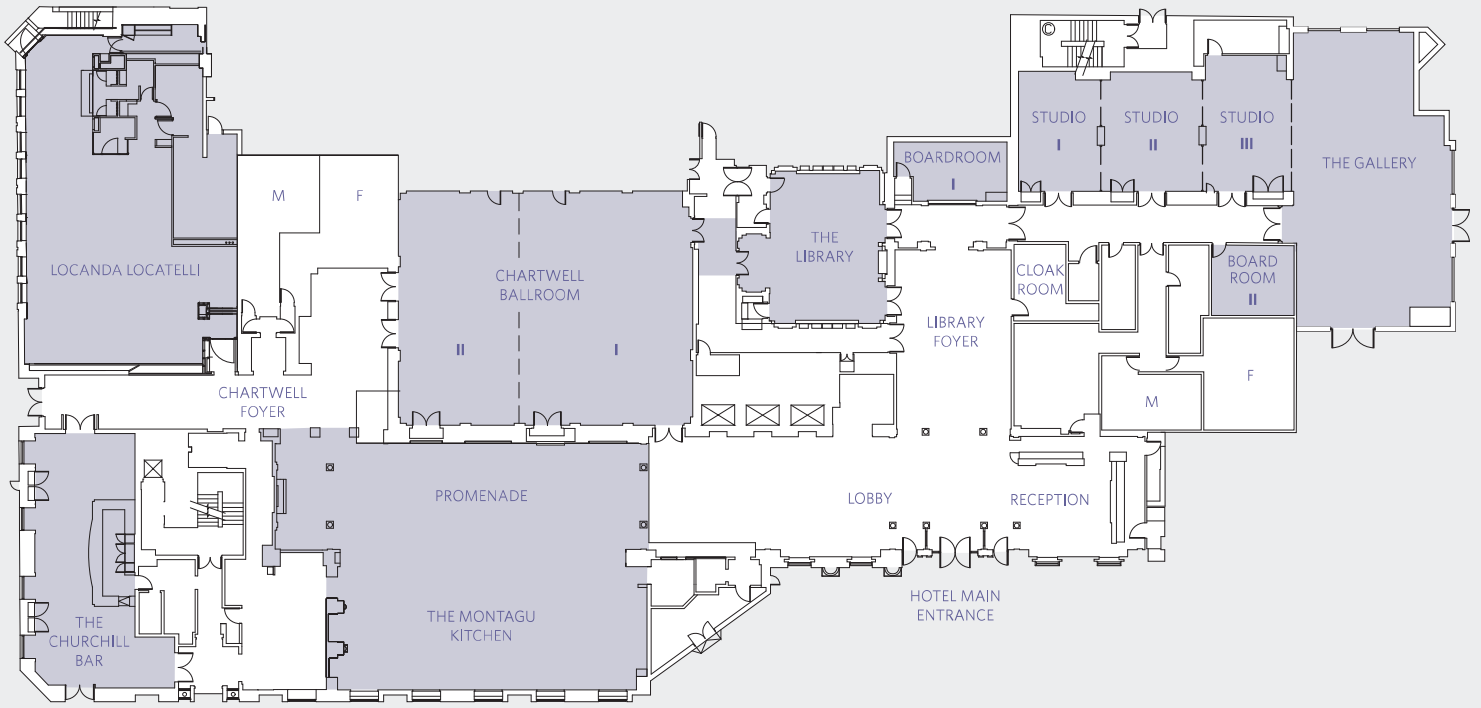 STUDIO
I
STUDIO
II
STUDIO
III
BOARDROOM
I
THE GALLERY
M
F
LOCANDA LOCATELLI
CHARTWELL
BALLROOM
II
I
THE
LIBRARY
CLOAK
ROOM
BOARD
ROOM
II
LIBRARY
FOYER
CHARTWELL
FOYER
M
F
PROMENADE
LOBBY
RECEPTION
HOTEL MAIN
ENTRANCE
THE MONTAGU
KITCHEN
THE
CHURCHILL
BAR